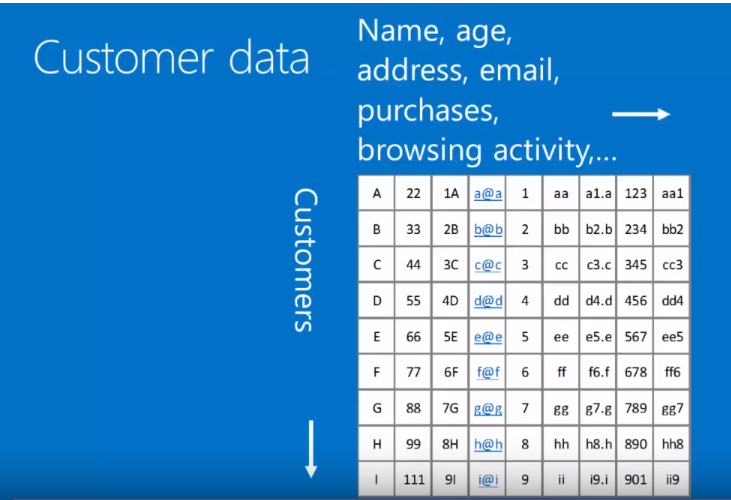 Customer data
Name, age,
address, email,
purchases,
browsing activity,...
Customers
A 22 1A a@a 1 aa a1.a 123 aa1
B 33 2B b@b 2 bb b2.b 234 bb2
C 44 3C c@c 3 cc c3.c 345 cc3
D 55 4D d@d 4 dd d4.d 456 dd4
E 66 5E e@e 5 ee e5.e 567 ee5
F 77 6F f@f 6 ff f6.f 678 ff6
G 88 7G g@g 7 gg g7.g 789 gg7
H 99 8H h@h 8 hh h8.h 890 hh8
I 111 9I i@i 9 ii i9.i 901 ii9